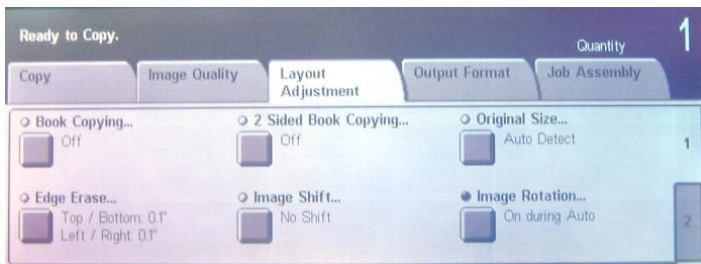 Ready to Copy.
Quantity 1
Copy
Image Quality
Layout
Adjustment
Output Format
Job Assembly
Book Copying...
Off
2 Sided Book Copying...
Off
Original Size...
Auto Detect
1
Edge Erase...
Top / Bottom: 0.1"
Left / Right: 0.1"
Image Shift...
No Shift
Image Rotation...
On during Auto
2